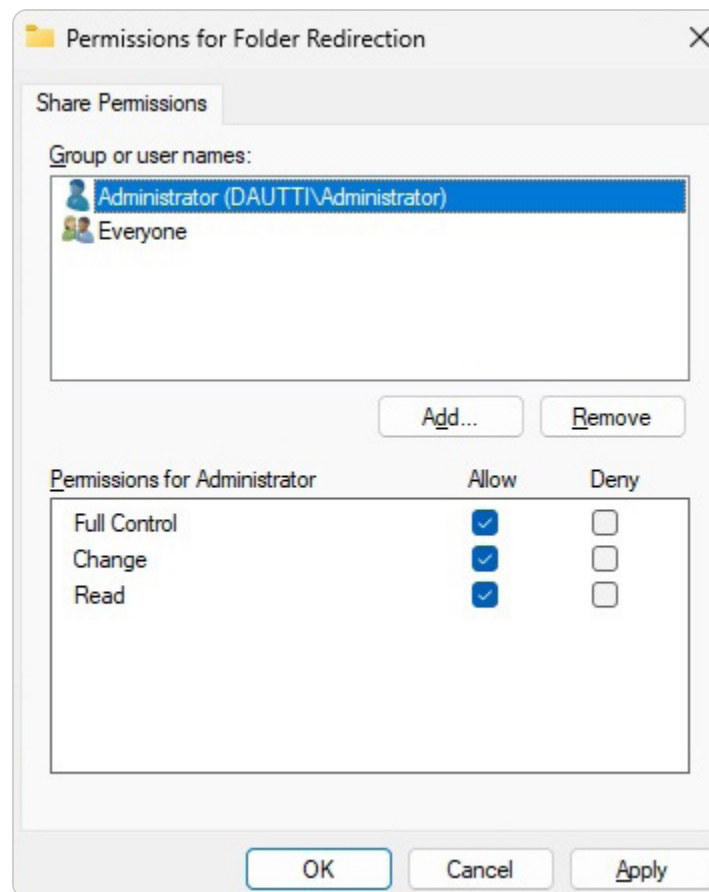 Permissions for Folder Redirection
Share Permissions
Group or user names:
Administrator (DAUTTI\Administrator)
Everyone
Add... Remove
Permissions for Administrator Allow Deny
Full Control
Change
Read
OK Cancel Apply